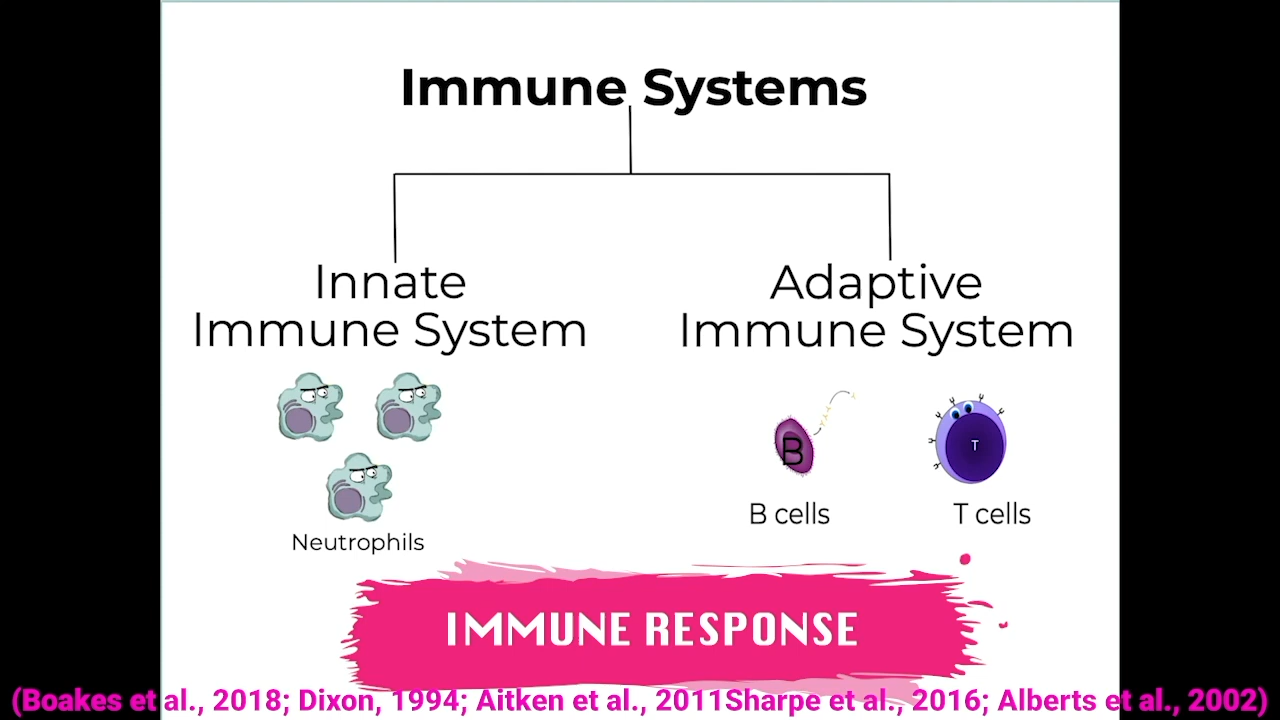 Immune Systems
Innate
Immune System
Adaptive
Immune System
B
T
B cells
T cells
Neutrophils
IMMUNE RESPONSE
(Boakes et al., 2018; Dixon, 1994; Aitken et al., 2011Sharpe et al., 2016; Alberts et al., 2002)